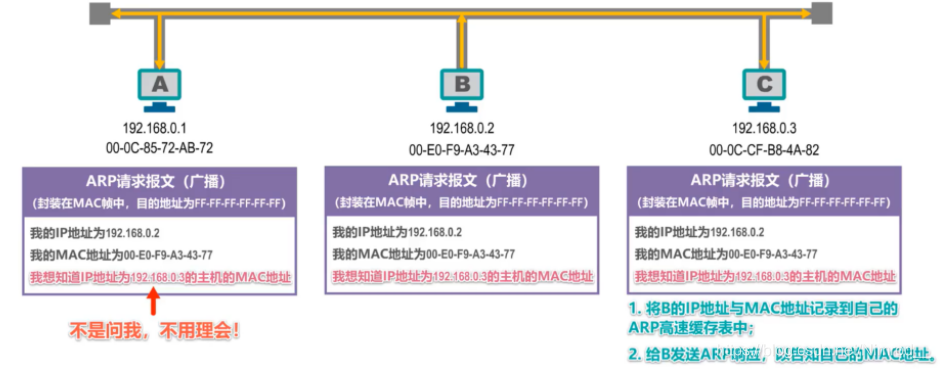 A
B
C
192.168.0.1
00-0C-85-72-AB-72
192.168.0.2
00-E0-F9-A3-43-77
192.168.0.3
00-0C-CF-B8-4A-82
ARP请求报文（广播）
(封装在MAC帧中，目的地址为FF-FF-FF-FF-FF-FF)
我的IP地址为192.168.0.2
我的MAC地址为00-E0-F9-A3-43-77
我想知道IP地址为192.168.0.3的主机的MAC地址
不是问我，不用理会！
ARP请求报文（广播）
(封装在MAC帧中，目的地址为FF-FF-FF-FF-FF-FF)
我的IP地址为192.168.0.2
我的MAC地址为00-E0-F9-A3-43-77
我想知道IP地址为192.168.0.3的主机的MAC地址
ARP请求报文（广播）
(封装在MAC帧中，目的地址为FF-FF-FF-FF-FF-FF)
我的IP地址为192.168.0.2
我的MAC地址为00-E0-F9-A3-43-77
我想知道IP地址为192.168.0.3的主机的MAC地址
1. 将B的IP地址与MAC地址记录到自己的
ARP高速缓存表中；
2. 给B发送ARP响应，以告知自己的MAC地址。